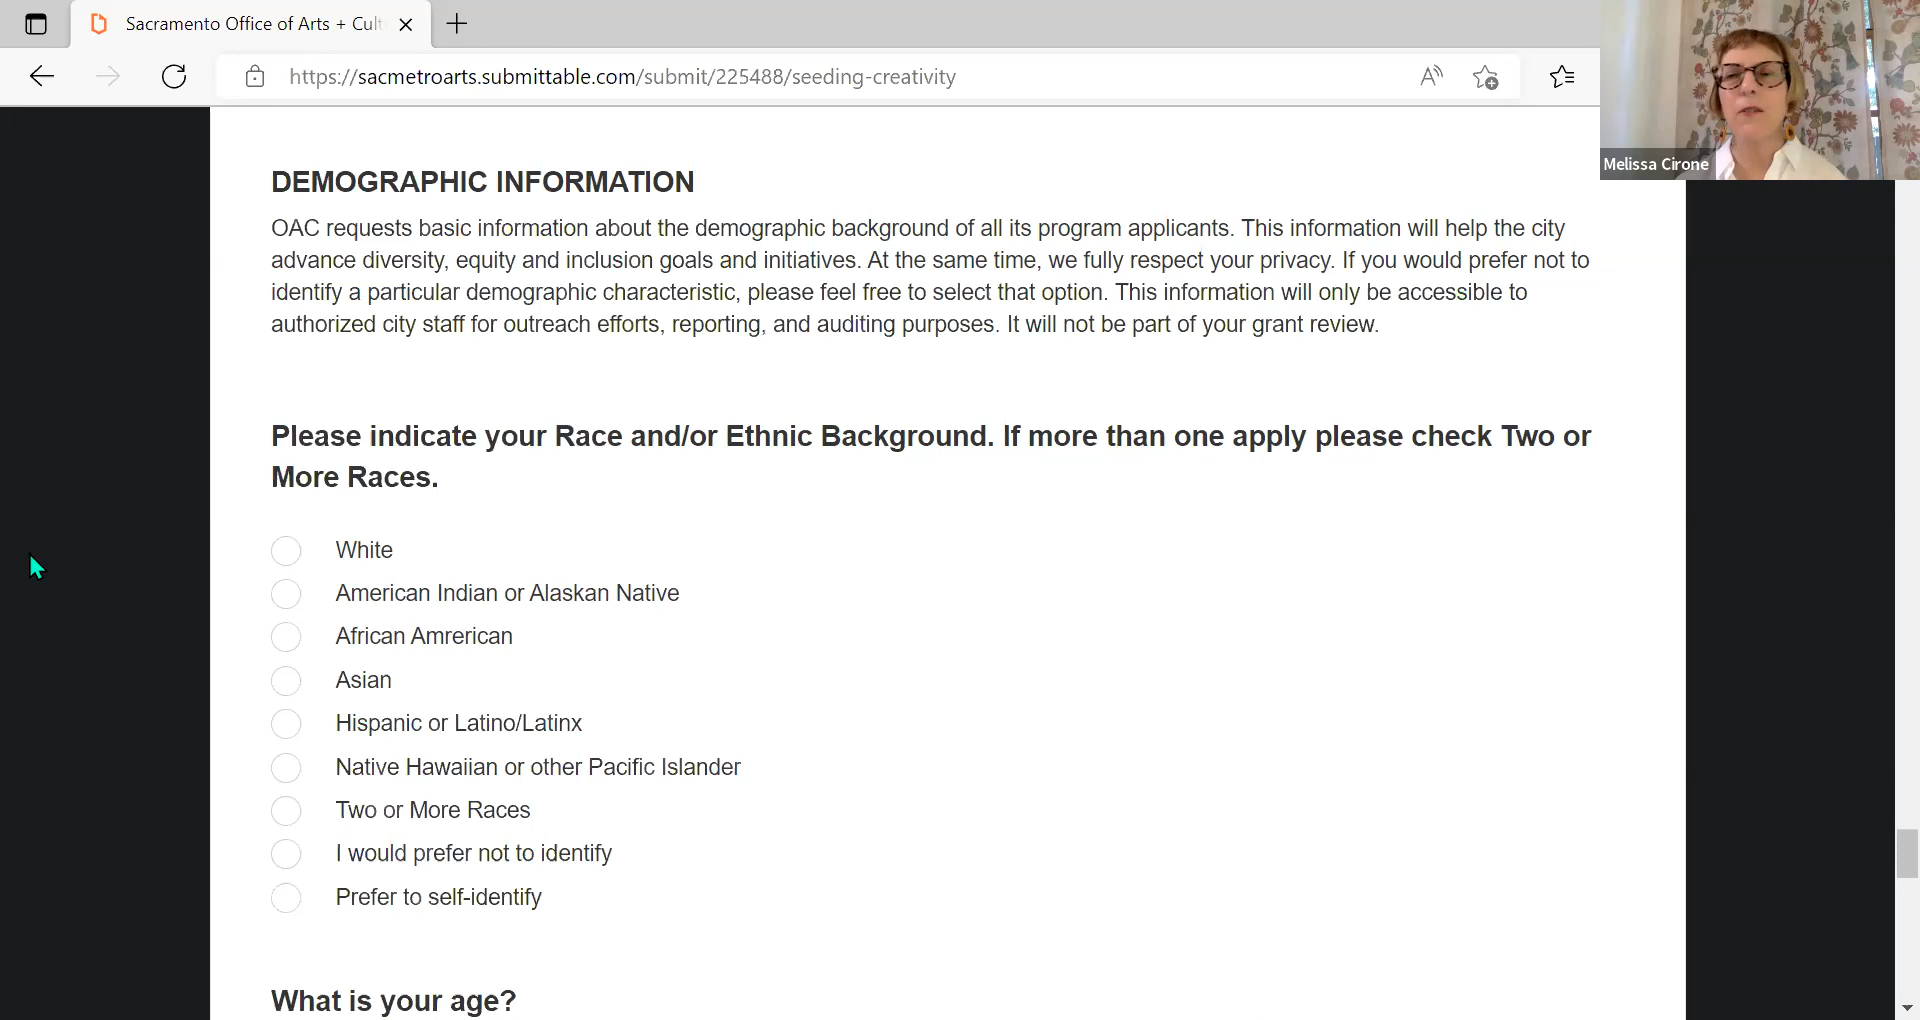 Sacramento Office of Arts + Cult
https://sacmetroarts.submittable.com/submit/225488/seeding-creativity
Melissa Cirone
DEMOGRAPHIC INFORMATION
OAC requests basic information about the demographic background of all its program applicants. This information will help the city
advance diversity, equity and inclusion goals and initiatives. At the same time, we fully respect your privacy. If you would prefer not to
identify a particular demographic characteristic, please feel free to select that option. This information will only be accessible to
authorized city staff for outreach efforts, reporting, and auditing purposes. It will not be part of your grant review.
Please indicate your Race and/or Ethnic Background. If more than one apply please check Two or
More Races.
White
American Indian or Alaskan Native
African Amrerican
Asian
Hispanic or Latino/Latinx
Native Hawaiian or other Pacific Islander
Two or More Races
I would prefer not to identify
Prefer to self-identify
What is your age?